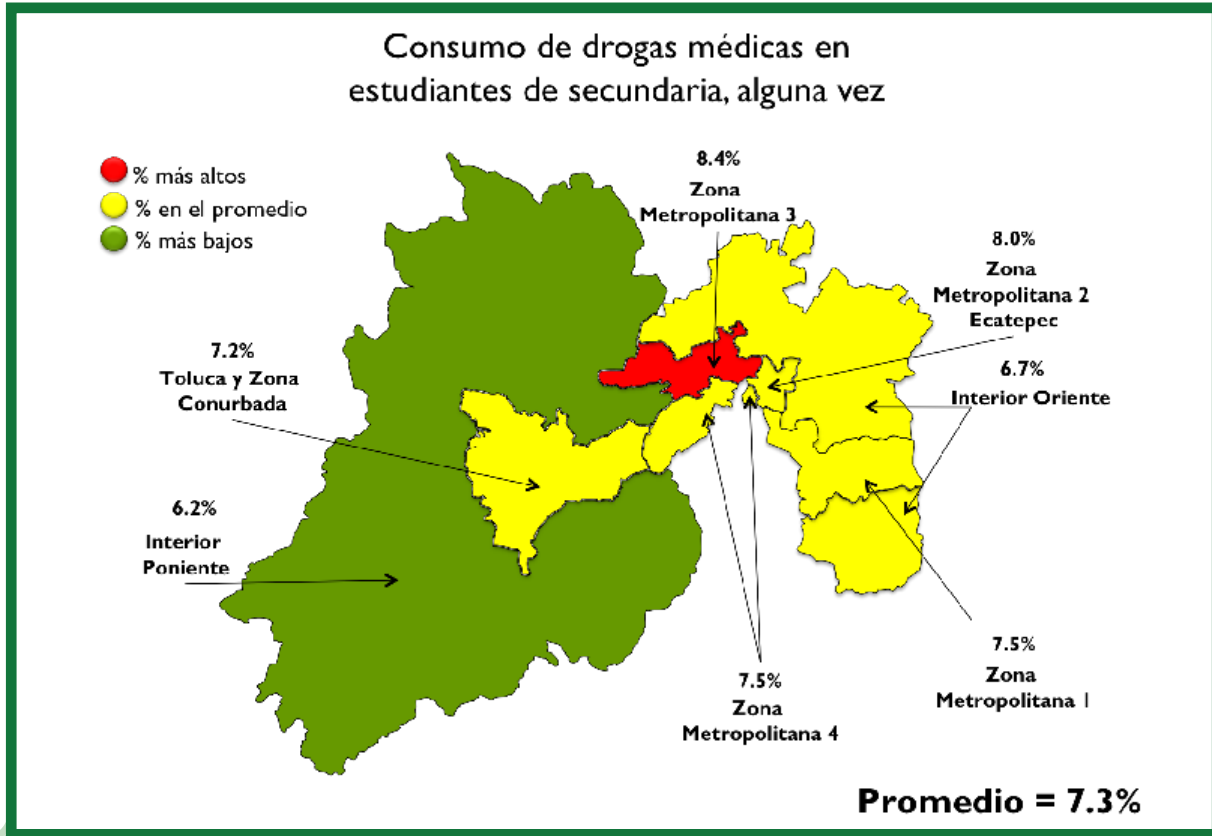 Consumo de drogas médicas en
estudiantes de secundaria, alguna vez
% más altos
% en el promedio
% más bajos
8.4%
Zona
Metropolitana 3
8.0%
Zona
Metropolitana 2
Ecatepec
7.2%
Toluca y Zona
Conurbada
6.7%
Interior Oriente
6.2%
Interior
Poniente
7.5%
Zona
Metropolitana 4
7.5%
Zona
Metropolitana 1
Promedio = 7.3%